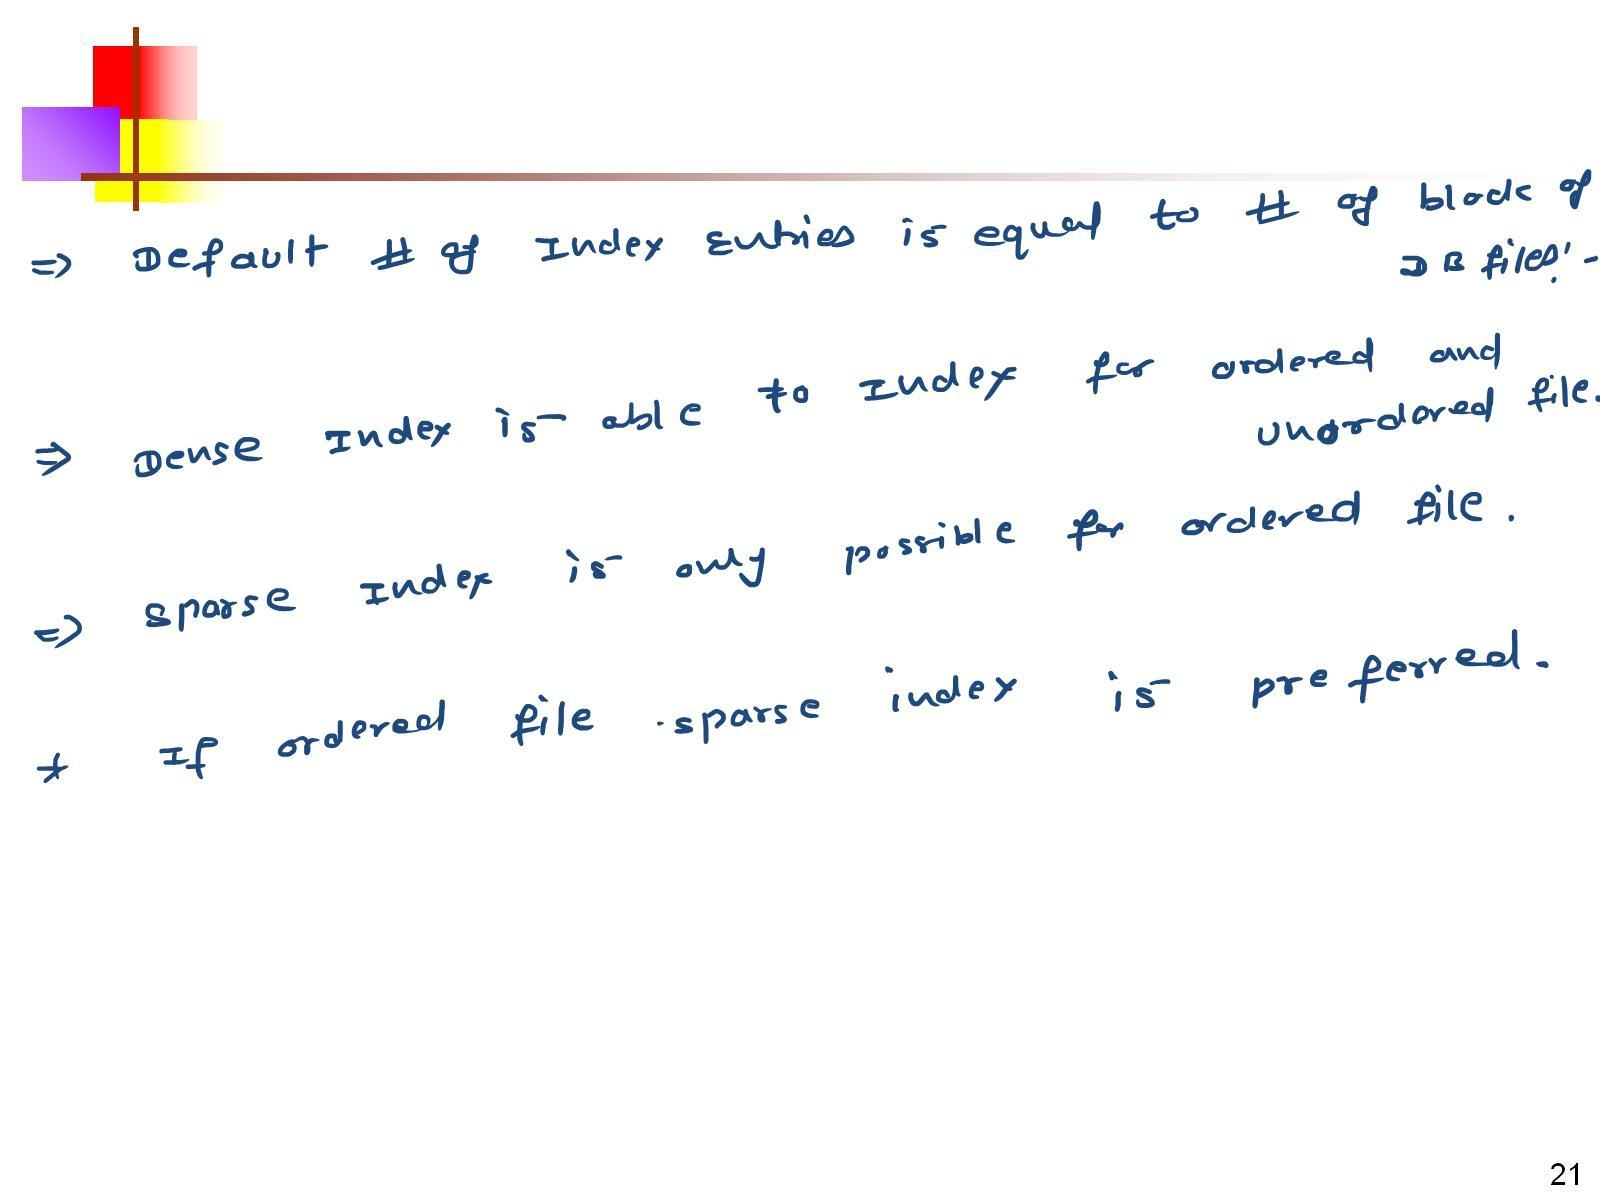 ⇒ Default # of Index Entries is equal to # of block of
DB files.
⇒ Dense Index is able to Index for ordered and
unordered file.
⇒ Sparse Index is only possible for ordered file.
* If ordered file sparse index is preferred.
21